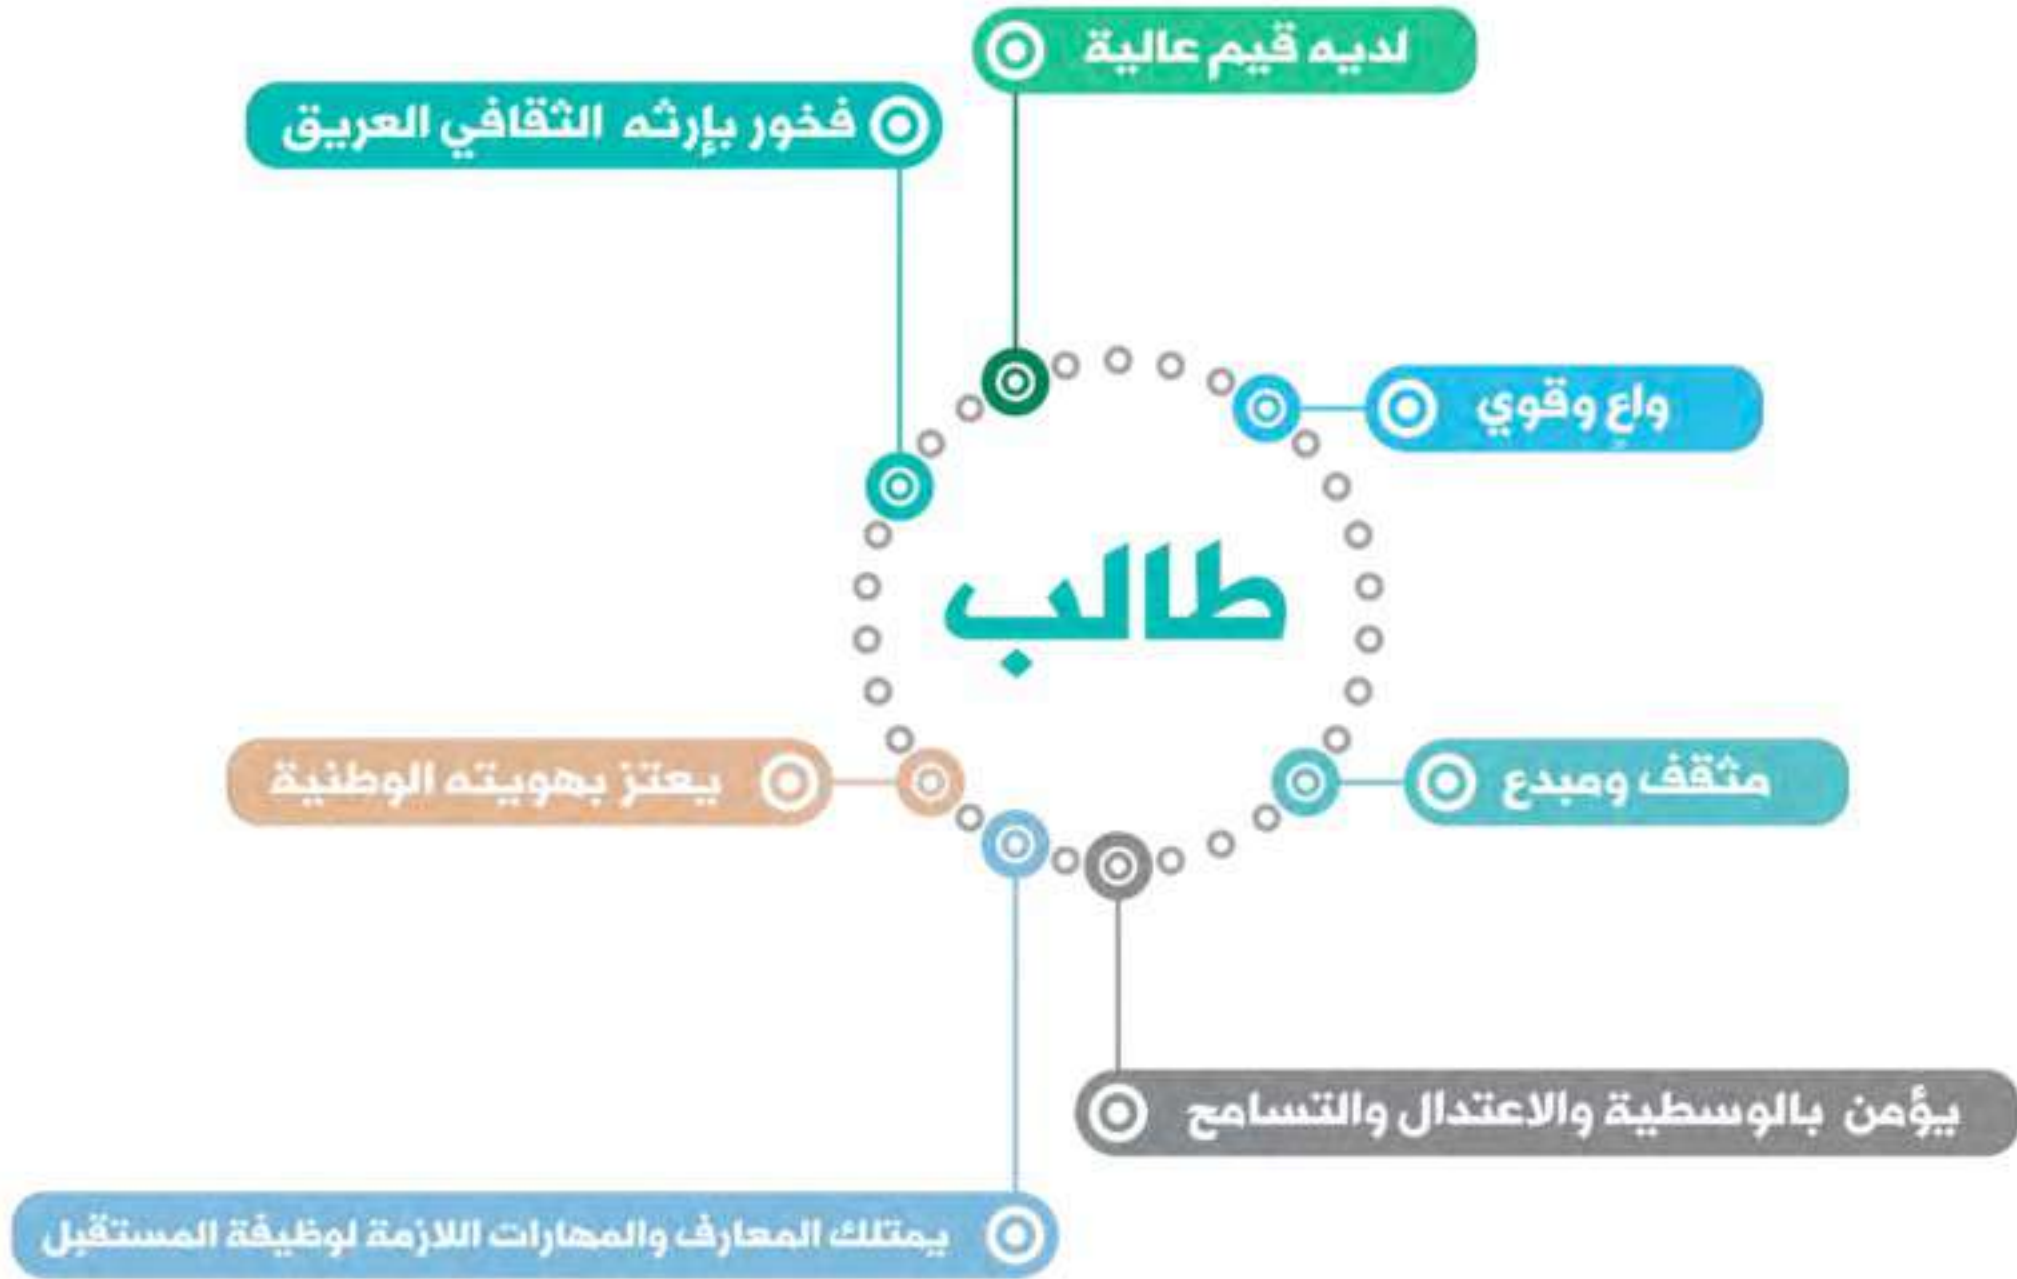 لديه قيم عالية
فخور بإرثه الثقافي العريق
واعٍ وقوي
طالب
مثقف ومبدع
يعتز بهويته الوطنية
يؤمن بالوسطية والاعتدال والتسامح
يمتلك المعارف والمهارات اللازمة لوظيفة المستقبل